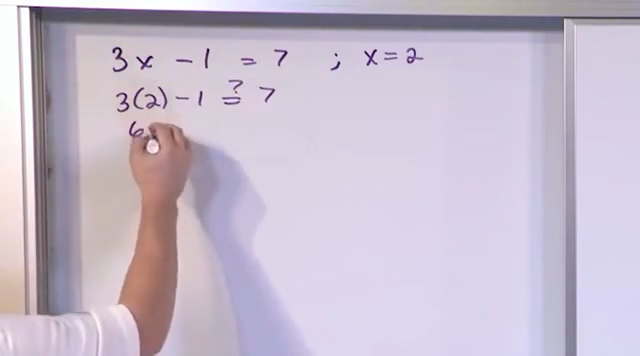 3x - 1 = 7 ; x = 2
3(2) - 1 ≟ 7
6